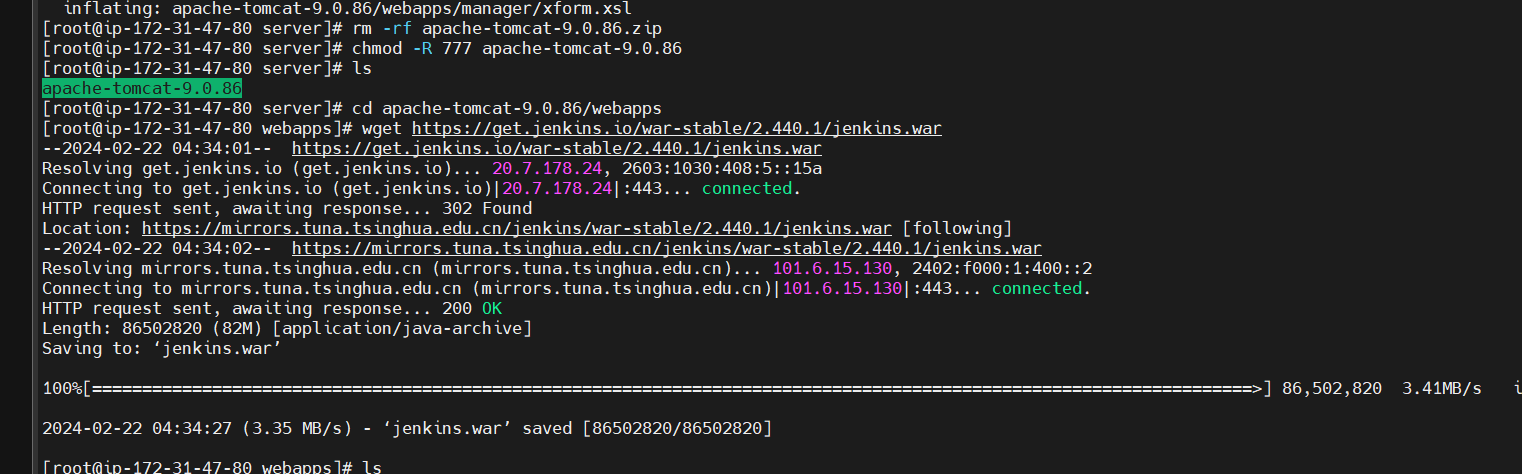 inflating: apache-tomcat-9.0.86/webapps/manager/xform.xsl
[root@ip-172-31-47-80 server]# rm -rf apache-tomcat-9.0.86.zip
[root@ip-172-31-47-80 server]# chmod -R 777 apache-tomcat-9.0.86
[root@ip-172-31-47-80 server]# ls
apache-tomcat-9.0.86
[root@ip-172-31-47-80 server]# cd apache-tomcat-9.0.86/webapps
[root@ip-172-31-47-80 webapps]# wget https://get.jenkins.io/war-stable/2.440.1/jenkins.war
--2024-02-22 04:34:01--  https://get.jenkins.io/war-stable/2.440.1/jenkins.war
Resolving get.jenkins.io (get.jenkins.io)... 20.7.178.24, 2603:1030:408:5::15a
Connecting to get.jenkins.io (get.jenkins.io)|20.7.178.24|:443... connected.
HTTP request sent, awaiting response... 302 Found
Location: https://mirrors.tuna.tsinghua.edu.cn/jenkins/war-stable/2.440.1/jenkins.war [following]
--2024-02-22 04:34:02--  https://mirrors.tuna.tsinghua.edu.cn/jenkins/war-stable/2.440.1/jenkins.war
Resolving mirrors.tuna.tsinghua.edu.cn (mirrors.tuna.tsinghua.edu.cn)... 101.6.15.130, 2402:f000:1:400::2
Connecting to mirrors.tuna.tsinghua.edu.cn (mirrors.tuna.tsinghua.edu.cn)|101.6.15.130|:443... connected.
HTTP request sent, awaiting response... 200 OK
Length: 86502820 (82M) [application/java-archive]
Saving to: ‘jenkins.war’
100%[====================================================================================================================>] 86,502,820  3.41MB/s   i
2024-02-22 04:34:27 (3.35 MB/s) - ‘jenkins.war’ saved [86502820/86502820]
[root@ip-172-31-47-80 webapps]# ls